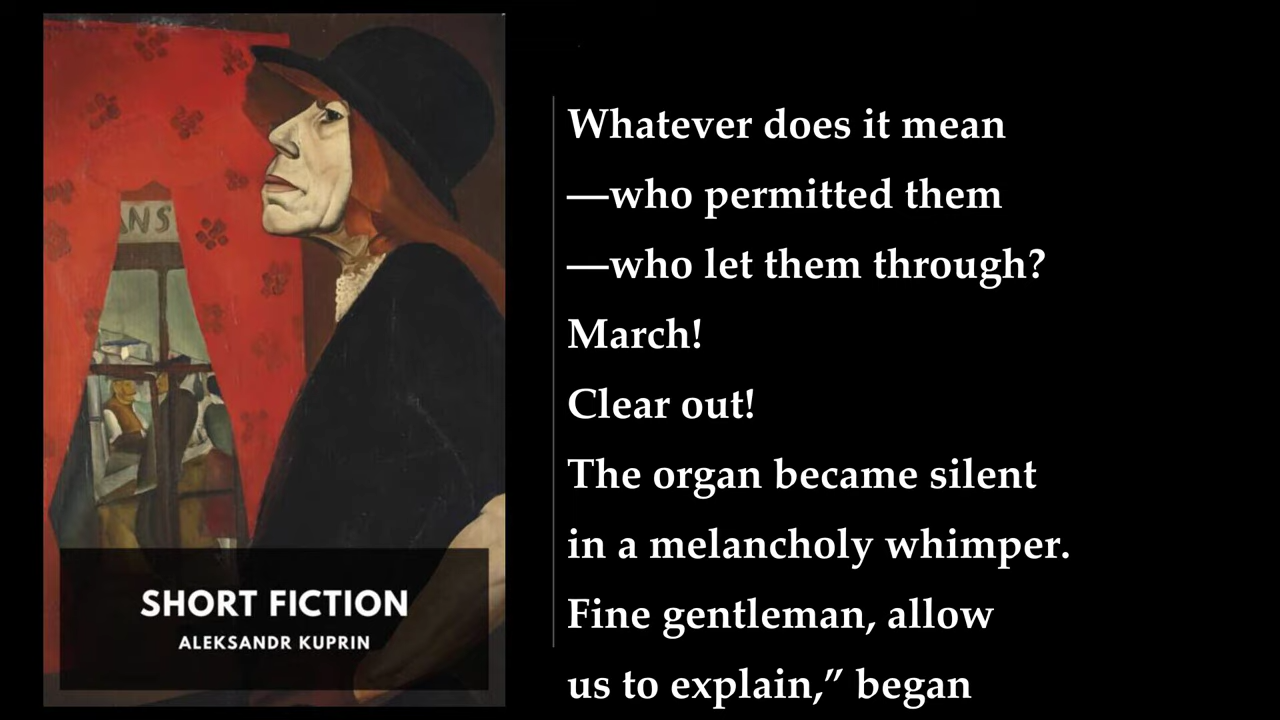 ANS
SHORT FICTION
ALEKSANDR KUPRIN
Whatever does it mean
—who permitted them
—who let them through?
March!
Clear out!
The organ became silent
in a melancholy whimper.
Fine gentleman, allow
us to explain,” began